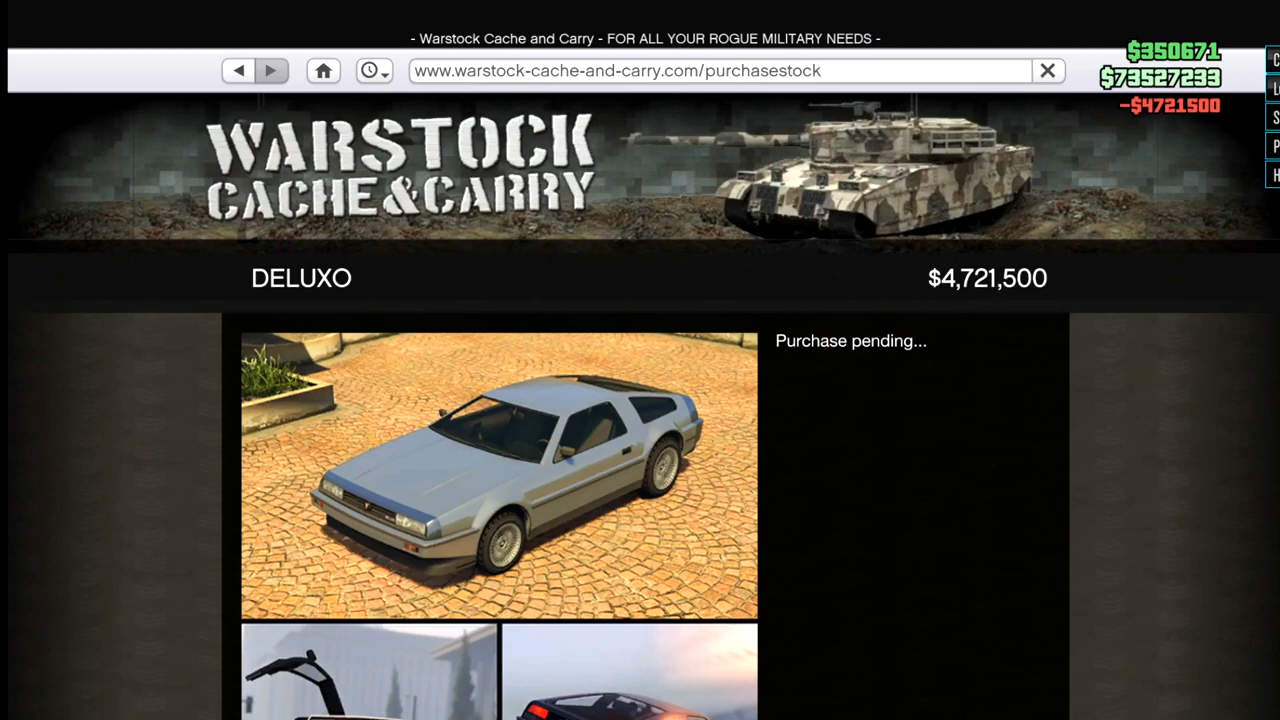 - Warstock Cache and Carry - FOR ALL YOUR ROGUE MILITARY NEEDS -
$350671
www.warstock-cache-and-carry.com/purchasestock
$73527233
-$4721500
WARSTOCK
CACHE&CARRY
DELUXO
$4,721,500
Purchase pending...